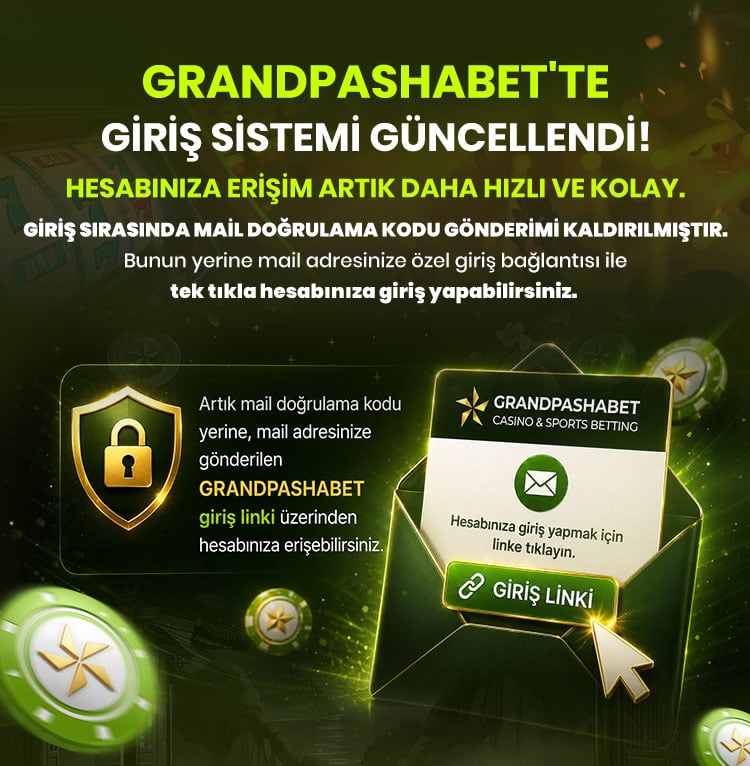 GRANDPASHABET'TE
GİRİŞ SİSTEMİ GÜNCELLENDİ!
HESABINIZA ERİŞİM ARTIK DAHA HIZLI VE KOLAY.
GİRİŞ SIRASINDA MAİL DOĞRULAMA KODU GÖNDERİMİ KALDIRILMIŞTIR.
Bunun yerine mail adresinize özel giriş bağlantısı ile
tek tıkla hesabınıza giriş yapabilirsiniz.
Artık mail doğrulama kodu
yerine, mail adresinize
gönderilen
GRANDPASHABET
giriş linki üzerinden
hesabınıza erişebilirsiniz.
GRANDPASHABET
CASINO & SPORTS BETTING
Hesabınıza giriş yapmak için
linke tıklayın.
GİRİŞ LİNKİ